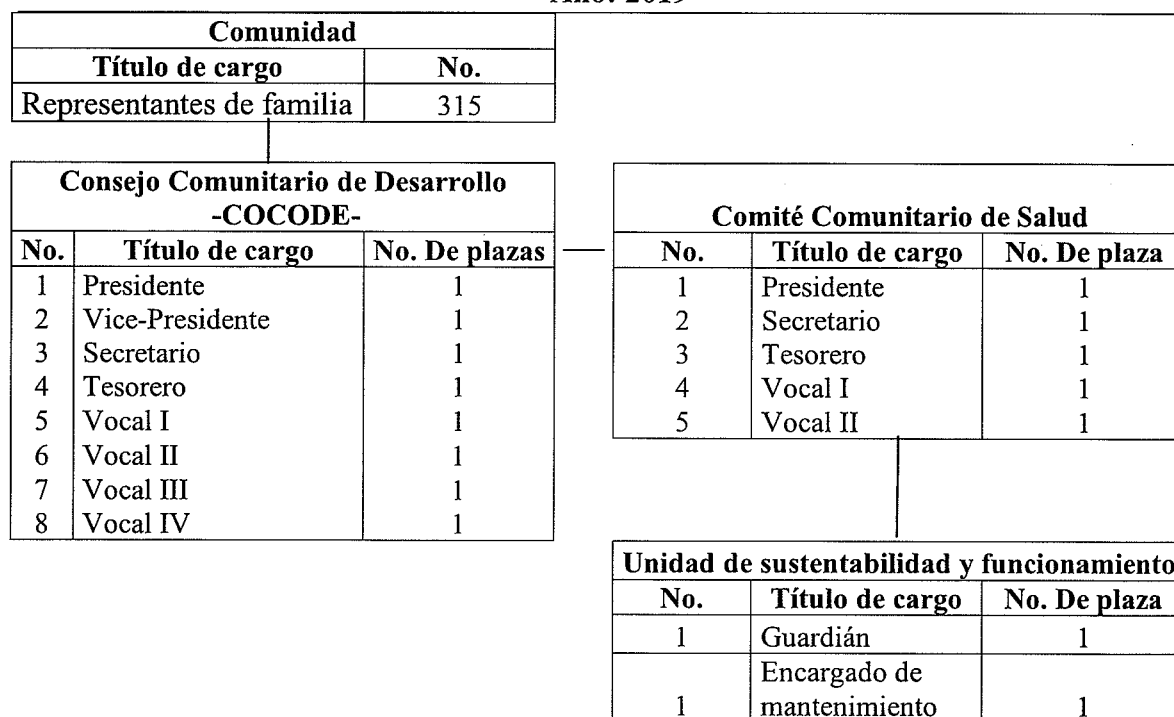 Año: 2019
Comunidad
Título de cargo No.
Representantes de familia 315
Consejo Comunitario de Desarrollo
-COCODE-
No. Título de cargo No. De plazas
1 Presidente 1
2 Vice-Presidente 1
3 Secretario 1
4 Tesorero 1
5 Vocal I 1
6 Vocal II 1
7 Vocal III 1
8 Vocal IV 1
Comité Comunitario de Salud
No. Título de cargo No. De plaza
1 Presidente 1
2 Secretario 1
3 Tesorero 1
4 Vocal I 1
5 Vocal II 1
Unidad de sustentabilidad y funcionamiento
No. Título de cargo No. De plaza
1 Guardián 1
Encargado de
1 mantenimiento 1